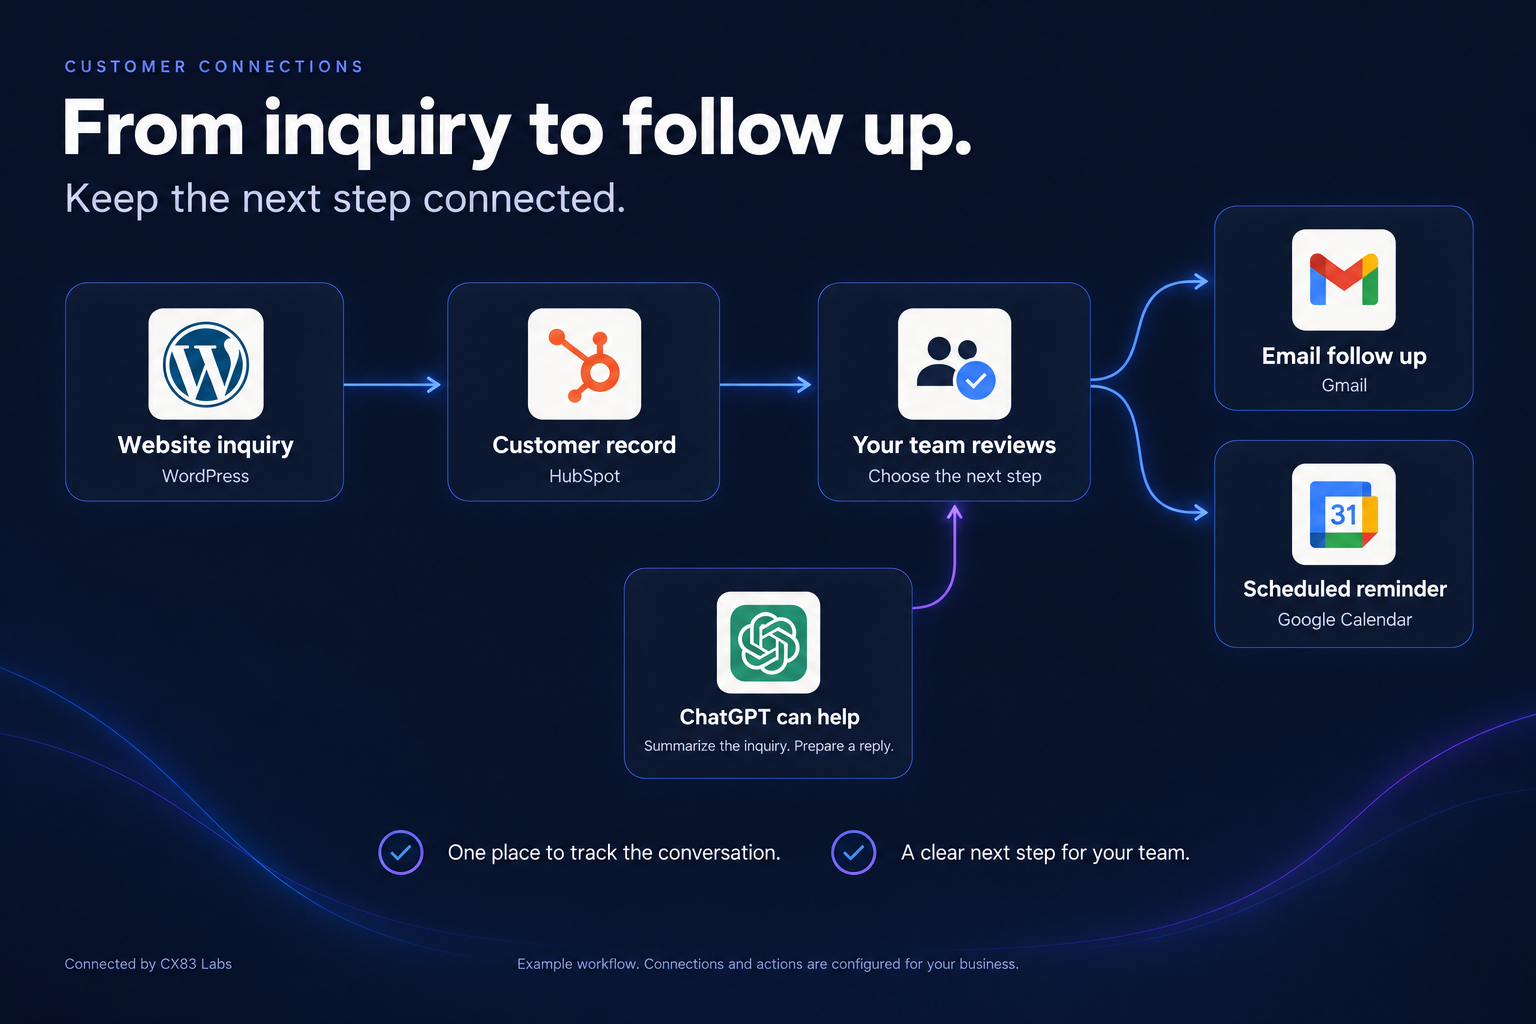 CUSTOMER CONNECTIONS
From inquiry to follow up.
Keep the next step connected.
Website inquiry
WordPress
Customer record
HubSpot
Your team reviews
Choose the next step
Email follow up
Gmail
31
Scheduled reminder
Google Calendar
ChatGPT can help
Summarize the inquiry. Prepare a reply.
One place to track the conversation.
A clear next step for your team.
Connected by CX83 Labs
Example workflow. Connections and actions are configured for your business.